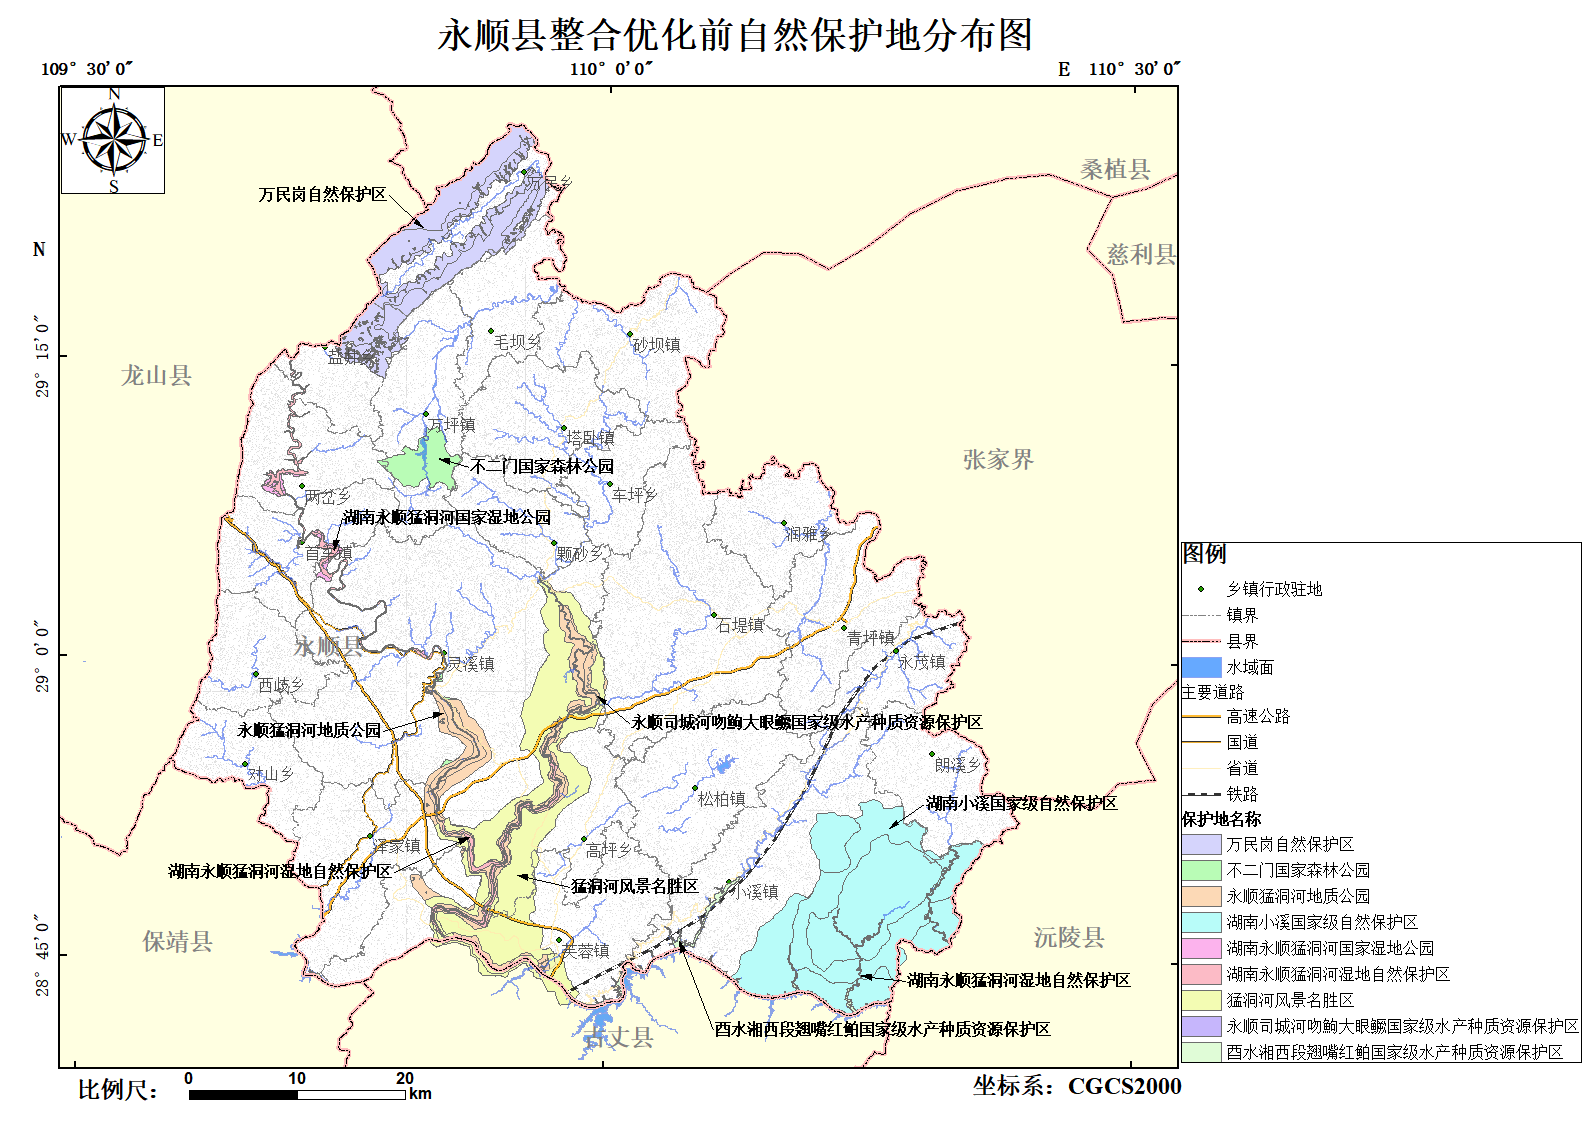 永顺县整合优化前自然保护地分布图
109° 30′0″
110° 0′0″
E 110° 30′0″
N
W E
S
桑植县
万民乡
万民岗自然保护区
N
慈利县
29° 15′0″
毛坝乡
砂坝镇
盐井乡
龙山县
万坪镇
塔卧镇
张家界
不二门国家森林公园
两岔乡
车坪乡
湖南永顺猛洞河国家湿地公园
润雅乡
首车镇
颗砂乡
图例
乡镇行政驻地
镇界
县界
水域面
主要道路
高速公路
国道
省道
铁路
保护地名称
万民岗自然保护区
不二门国家森林公园
永顺猛洞河地质公园
湖南小溪国家级自然保护区
湖南永顺猛洞河国家湿地公园
湖南永顺猛洞河湿地自然保护区
猛洞河风景名胜区
永顺司城河吻鮈大眼鳜国家级水产种质资源保护区
酉水湘西段翘嘴红鲌国家级水产种质资源保护区
石堤镇
青坪镇
永顺县
29° 0′0″
灵溪镇
永茂镇
西歧乡
永顺猛洞河地质公园
永顺司城河吻鮈大眼鳜国家级水产种质资源保护区
对山乡
朗溪乡
松柏镇
湖南小溪国家级自然保护区
泽家镇
高坪乡
湖南永顺猛洞河湿地自然保护区
猛洞河风景名胜区
小溪镇
保靖县
沅陵县
28° 45′0″
芙蓉镇
湖南永顺猛洞河湿地自然保护区
酉水湘西段翘嘴红鲌国家级水产种质资源保护区
古丈县
比例尺：
0 10 20
km
坐标系：CGCS2000